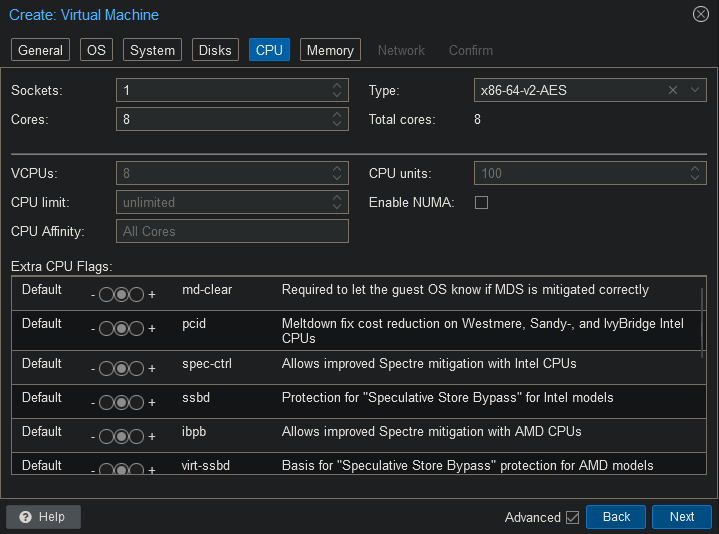 Create: Virtual Machine
General OS System Disks CPU Memory Network Confirm
Sockets: 1 Type: x86-64-v2-AES
Cores: 8 Total cores: 8
VCPUs: 8 CPU units: 100
CPU limit: unlimited Enable NUMA:
CPU Affinity: All Cores
Extra CPU Flags:
Default - + md-clear Required to let the guest OS know if MDS is mitigated correctly
Default - + pcid Meltdown fix cost reduction on Westmere, Sandy-, and IvyBridge Intel
CPUs
Default - + spec-ctrl Allows improved Spectre mitigation with Intel CPUs
Default - + ssbd Protection for "Speculative Store Bypass" for Intel models
Default - + ibpb Allows improved Spectre mitigation with AMD CPUs
Default - + virt-ssbd Basis for "Speculative Store Bypass" protection for AMD models
Help Advanced Back Next